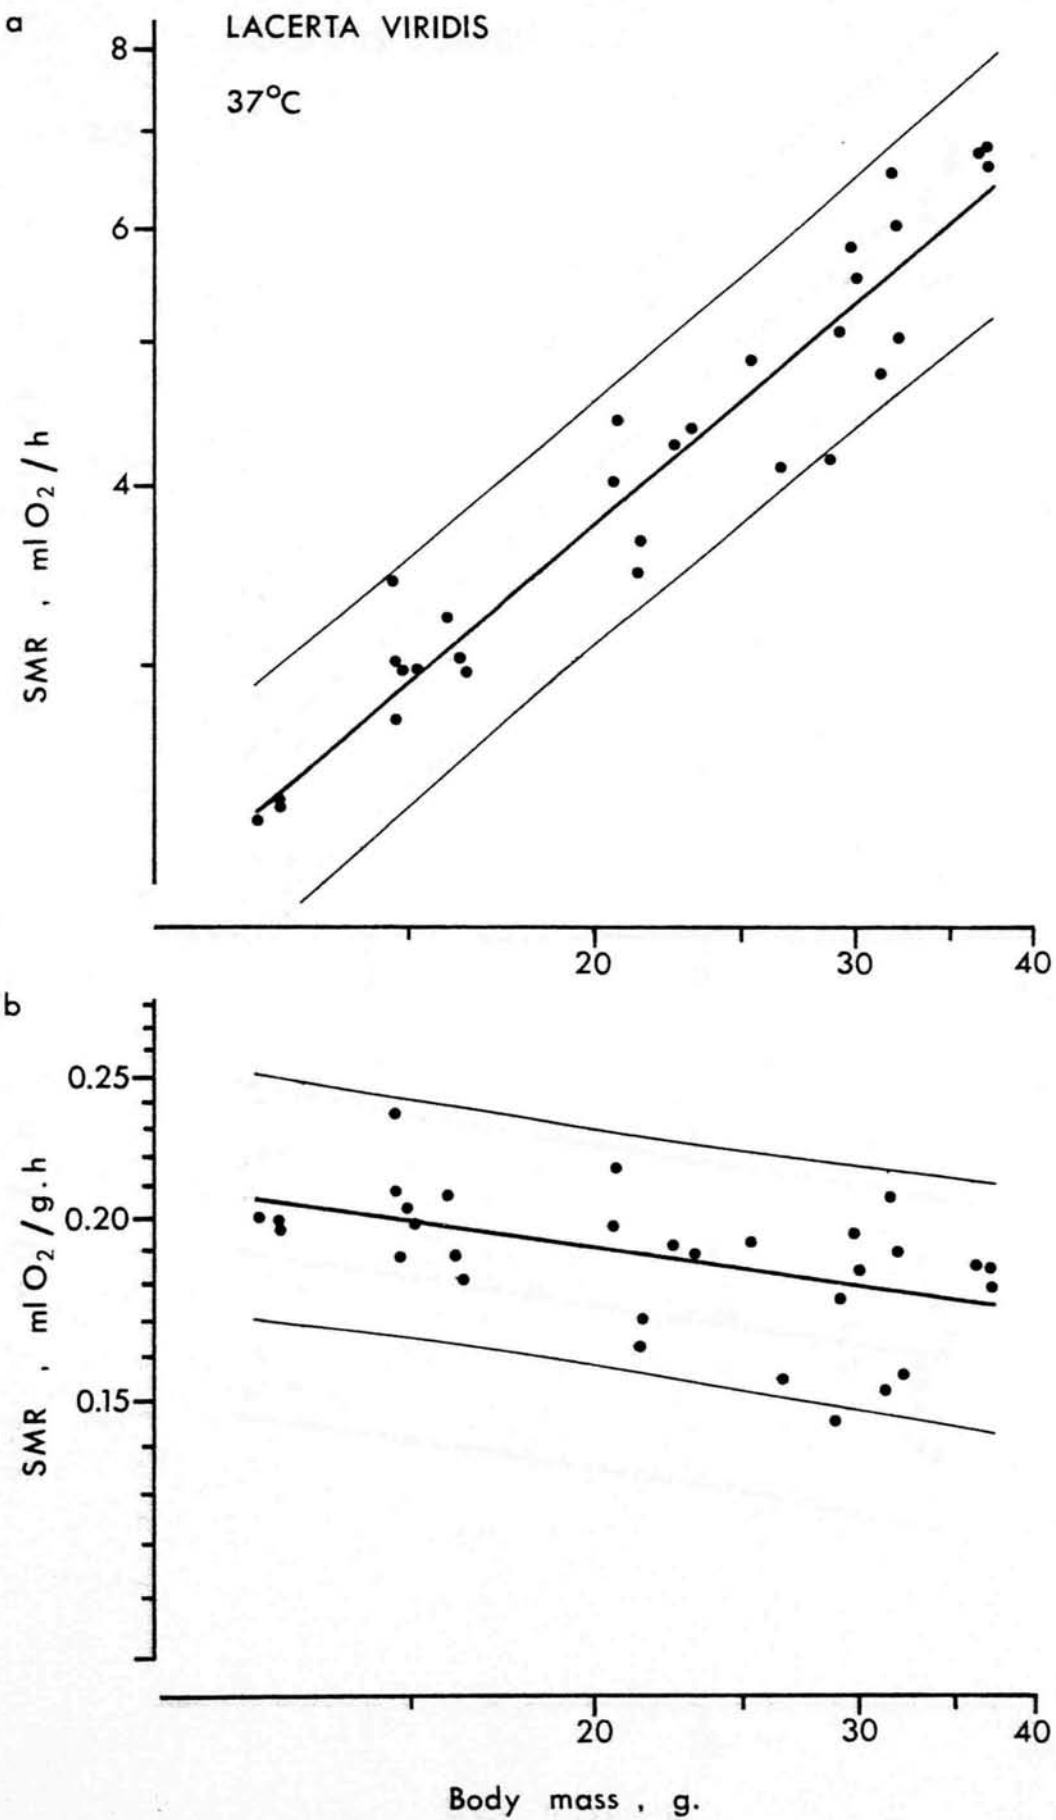 a
LACERTA VIRIDIS
37°C
8
6
4
SMR , ml O₂/h
20 30 40
b
0.25
0.20
0.15
SMR , ml O₂/g.h
20 30 40
Body mass , g.